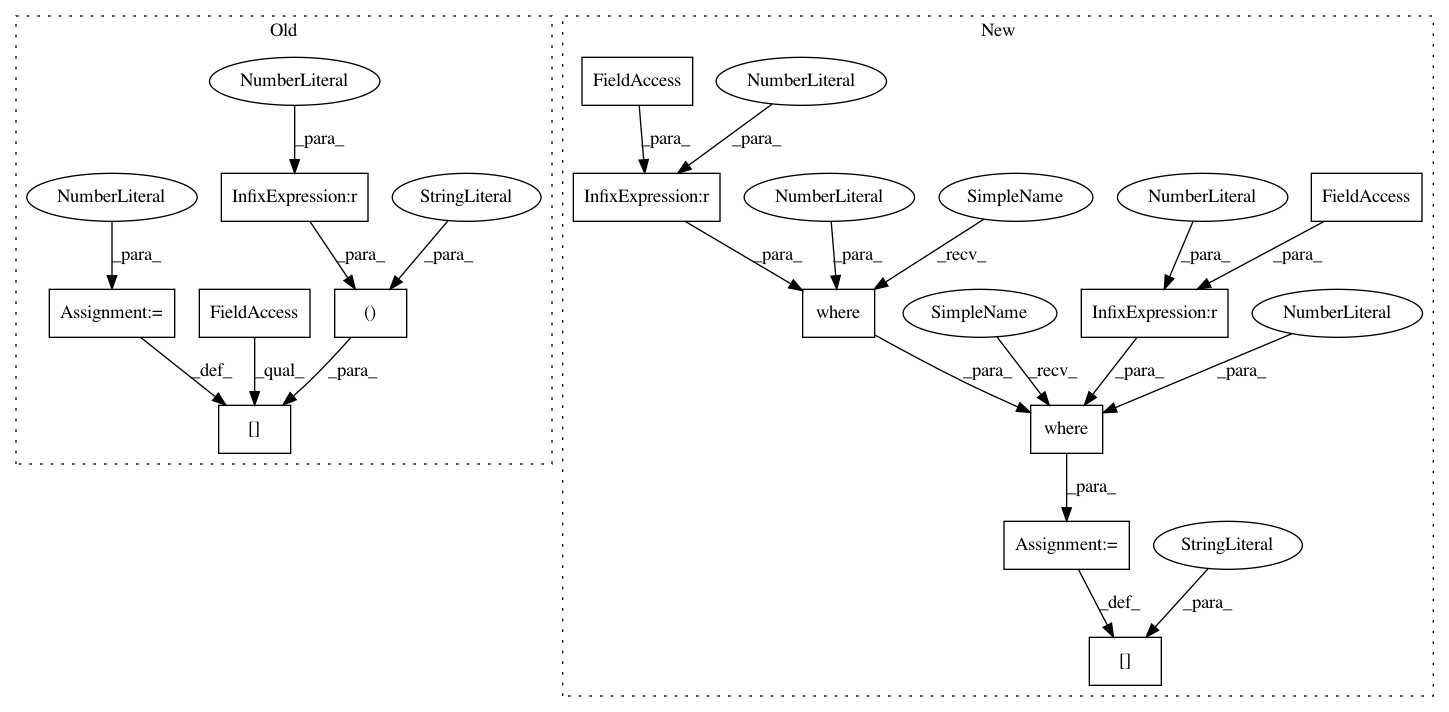 Old
New
NumberLiteral
FieldAccess
NumberLiteral
_para_
_para_
_para_
NumberLiteral
InfixExpression:r
StringLiteral
InfixExpression:r
NumberLiteral
SimpleName
NumberLiteral
FieldAccess
_para_
_para_
_para_
_para_
_para_
_recv_
_para_
_para_
Assignment:=
FieldAccess
()
where
SimpleName
InfixExpression:r
NumberLiteral
_def_
_qual_
_para_
_para_
_recv_
_para_
_para_
[]
where
_para_
Assignment:=
StringLiteral
_def_
_para_
[]